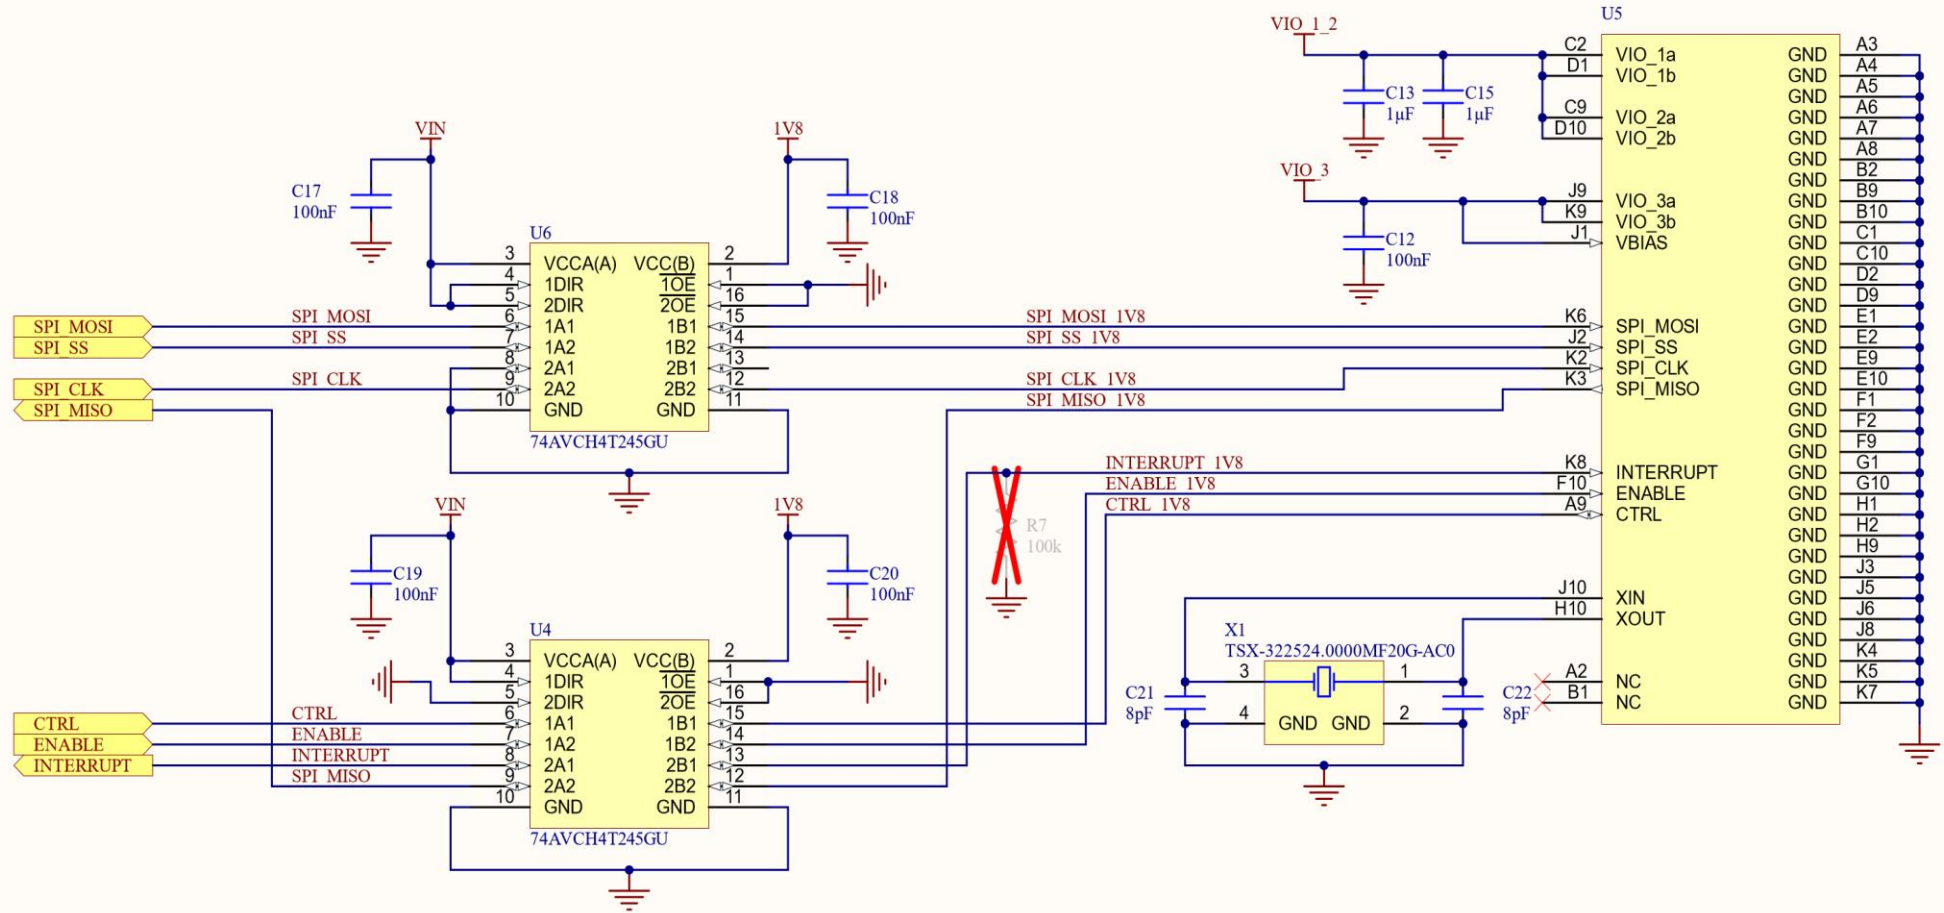 U5
VIO_1_2
C2 VIO_1a GND A3
D1 VIO_1b GND A4
GND A5
C9 VIO_2a GND A6
D10 VIO_2b GND A7
GND A8
GND B2
C13
1µF
C15
1µF
VIO_3
J9 VIO_3a GND B9
K9 VIO_3b GND B10
J1 VBIAS GND C1
GND C10
GND D2
GND D9
C12
100nF
VIN
1V8
C17
100nF
C18
100nF
U6
3 VCCA(A) VCC(B) 2
4 1DIR 1OE 1
5 2DIR 2OE 16
6 1A1 1B1 15
7 1A2 1B2 14
8 2A1 2B1 13
9 2A2 2B2 12
10 GND GND 11
74AVCH4T245GU
SPI_MOSI SPI_MOSI SPI_MOSI_1V8
SPI_SS SPI_SS SPI_SS_1V8
SPI_CLK SPI_CLK SPI_CLK_1V8
SPI_MISO SPI_MISO_1V8
K6 SPI_MOSI GND E1
J2 SPI_SS GND E2
K2 SPI_CLK GND E9
K3 SPI_MISO GND E10
GND F1
GND F2
GND F9
INTERRUPT_1V8 K8 INTERRUPT GND G1
ENABLE_1V8 F10 ENABLE GND G10
CTRL_1V8 A9 CTRL GND H1
GND H2
GND H9
GND J3
R7
100k
J10 XIN GND J5
H10 XOUT GND J6
GND J8
GND K4
A2 NC GND K5
B1 NC GND K7
VIN
1V8
C19
100nF
C20
100nF
U4
3 VCCA(A) VCC(B) 2
4 1DIR 1OE 1
5 2DIR 2OE 16
6 1A1 1B1 15
7 1A2 1B2 14
8 2A1 2B1 13
9 2A2 2B2 12
10 GND GND 11
74AVCH4T245GU
CTRL CTRL
ENABLE ENABLE
INTERRUPT INTERRUPT
SPI_MISO
X1
TSX-322524.0000MF20G-AC0
3 1
4 GND GND 2
C21
8pF
C22
8pF